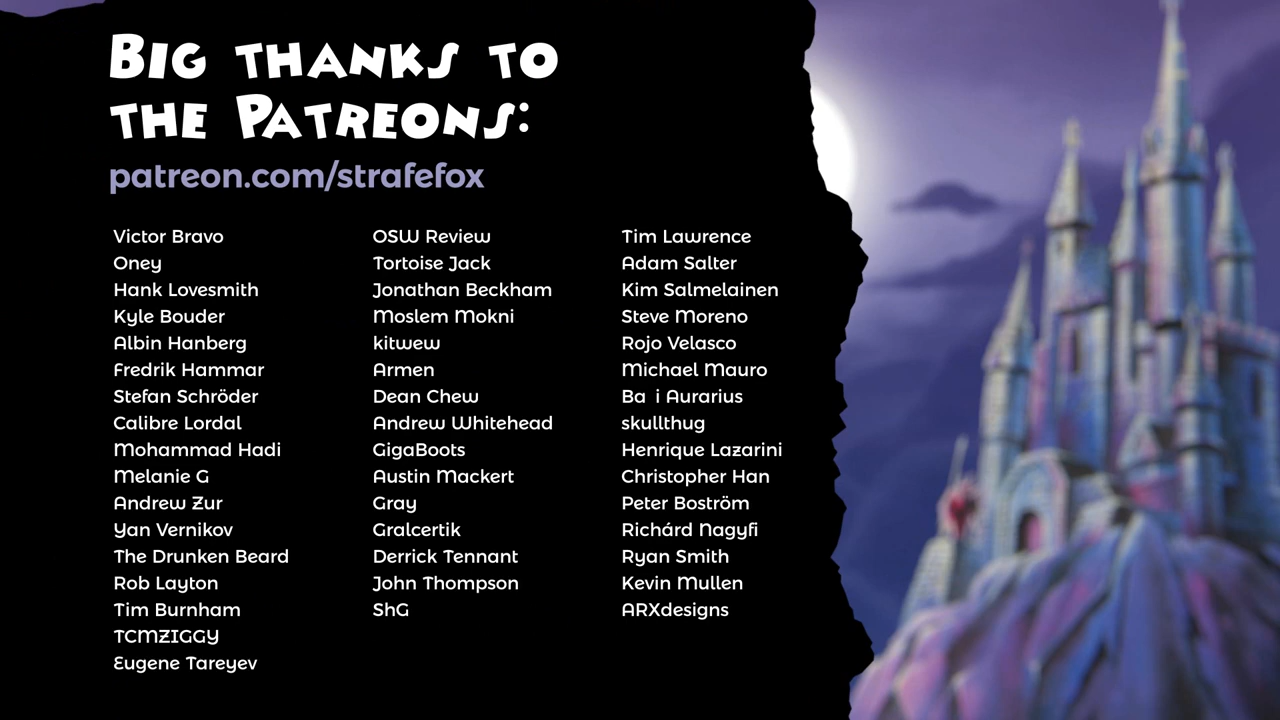 Big thanks to
the Patreons:
patreon.com/strafefox
Victor Bravo
Oney
Hank Lovesmith
Kyle Bouder
Albin Hanberg
Fredrik Hammar
Stefan Schröder
Calibre Lordal
Mohammad Hadi
Melanie G
Andrew Zur
Yan Vernikov
The Drunken Beard
Rob Layton
Tim Burnham
TCMZIGGY
Eugene Tareyev
OSW Review
Tortoise Jack
Jonathan Beckham
Moslem Mokni
kitwew
Armen
Dean Chew
Andrew Whitehead
GigaBoots
Austin Mackert
Gray
Gralcertik
Derrick Tennant
John Thompson
ShG
Tim Lawrence
Adam Salter
Kim Salmelainen
Steve Moreno
Rojo Velasco
Michael Mauro
Ba i Aurarius
skullthug
Henrique Lazarini
Christopher Han
Peter Boström
Richárd Nagyfi
Ryan Smith
Kevin Mullen
ARXdesigns